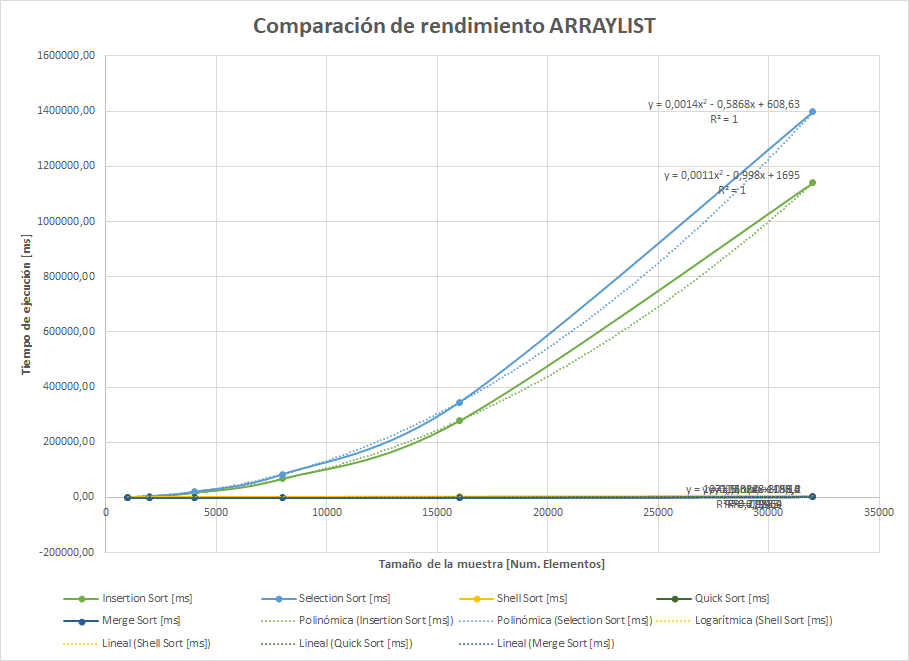 Comparación de rendimiento ARRAYLIST
1600000,00
1400000,00
1200000,00
1000000,00
800000,00
600000,00
400000,00
200000,00
0,00
-200000,00
Tiempo de ejecución [ms]
y = 0,0014x² - 0,5868x + 608,63
R² = 1
y = 0,0011x² - 0,998x + 1695
R² = 1
0
5000
10000
15000
20000
25000
30000
35000
Tamaño de la muestra [Num. Elementos]
Insertion Sort [ms]
Selection Sort [ms]
Shell Sort [ms]
Quick Sort [ms]
Merge Sort [ms]
Polinómica (Insertion Sort [ms])
Polinómica (Selection Sort [ms])
Logarítmica (Shell Sort [ms])
Lineal (Shell Sort [ms])
Lineal (Quick Sort [ms])
Lineal (Merge Sort [ms])